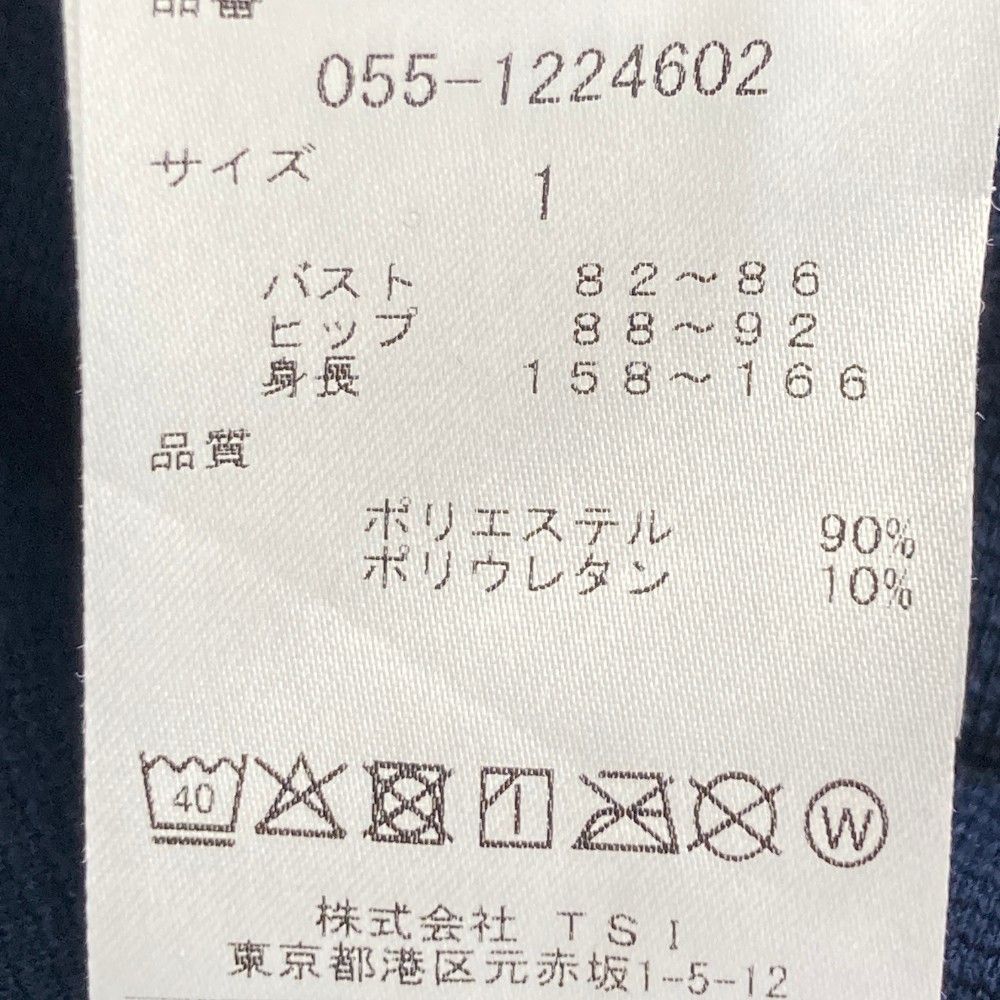 品番
055-1224602
サイズ 1
バスト 82～86
ヒップ 88～92
身長 158～166
品質
ポリエステル 90%
ポリウレタン 10%
40
W
株式会社 TSI
東京都港区元赤坂1-5-12